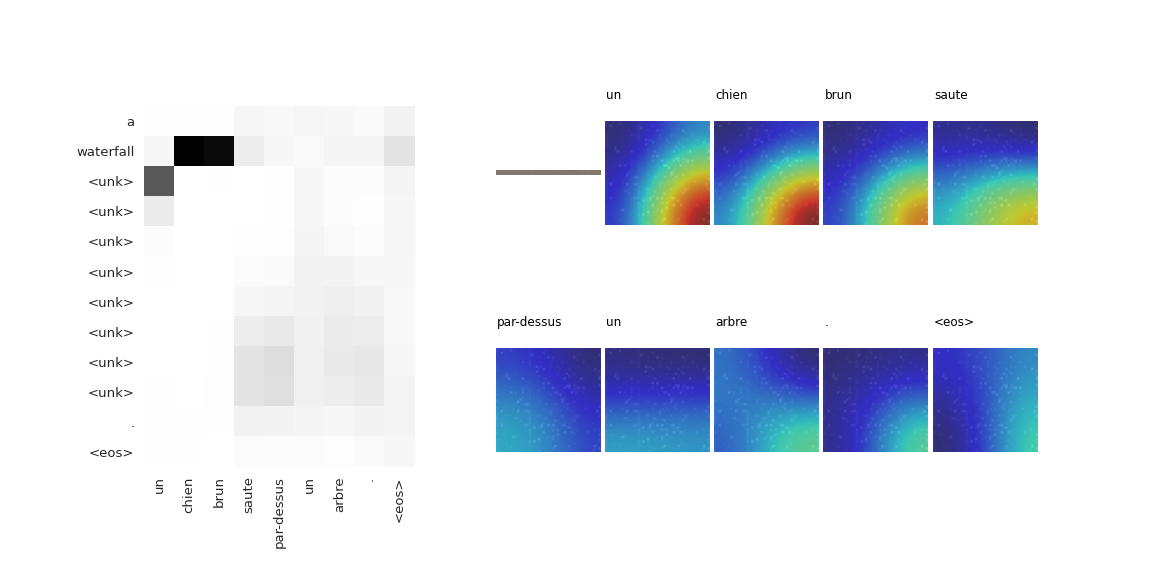 a
waterfall
<unk>
<unk>
<unk>
<unk>
<unk>
<unk>
<unk>
<unk>
.
<eos>
un chien brun saute par-dessus un arbre . <eos>
un chien brun saute
par-dessus un arbre . <eos>